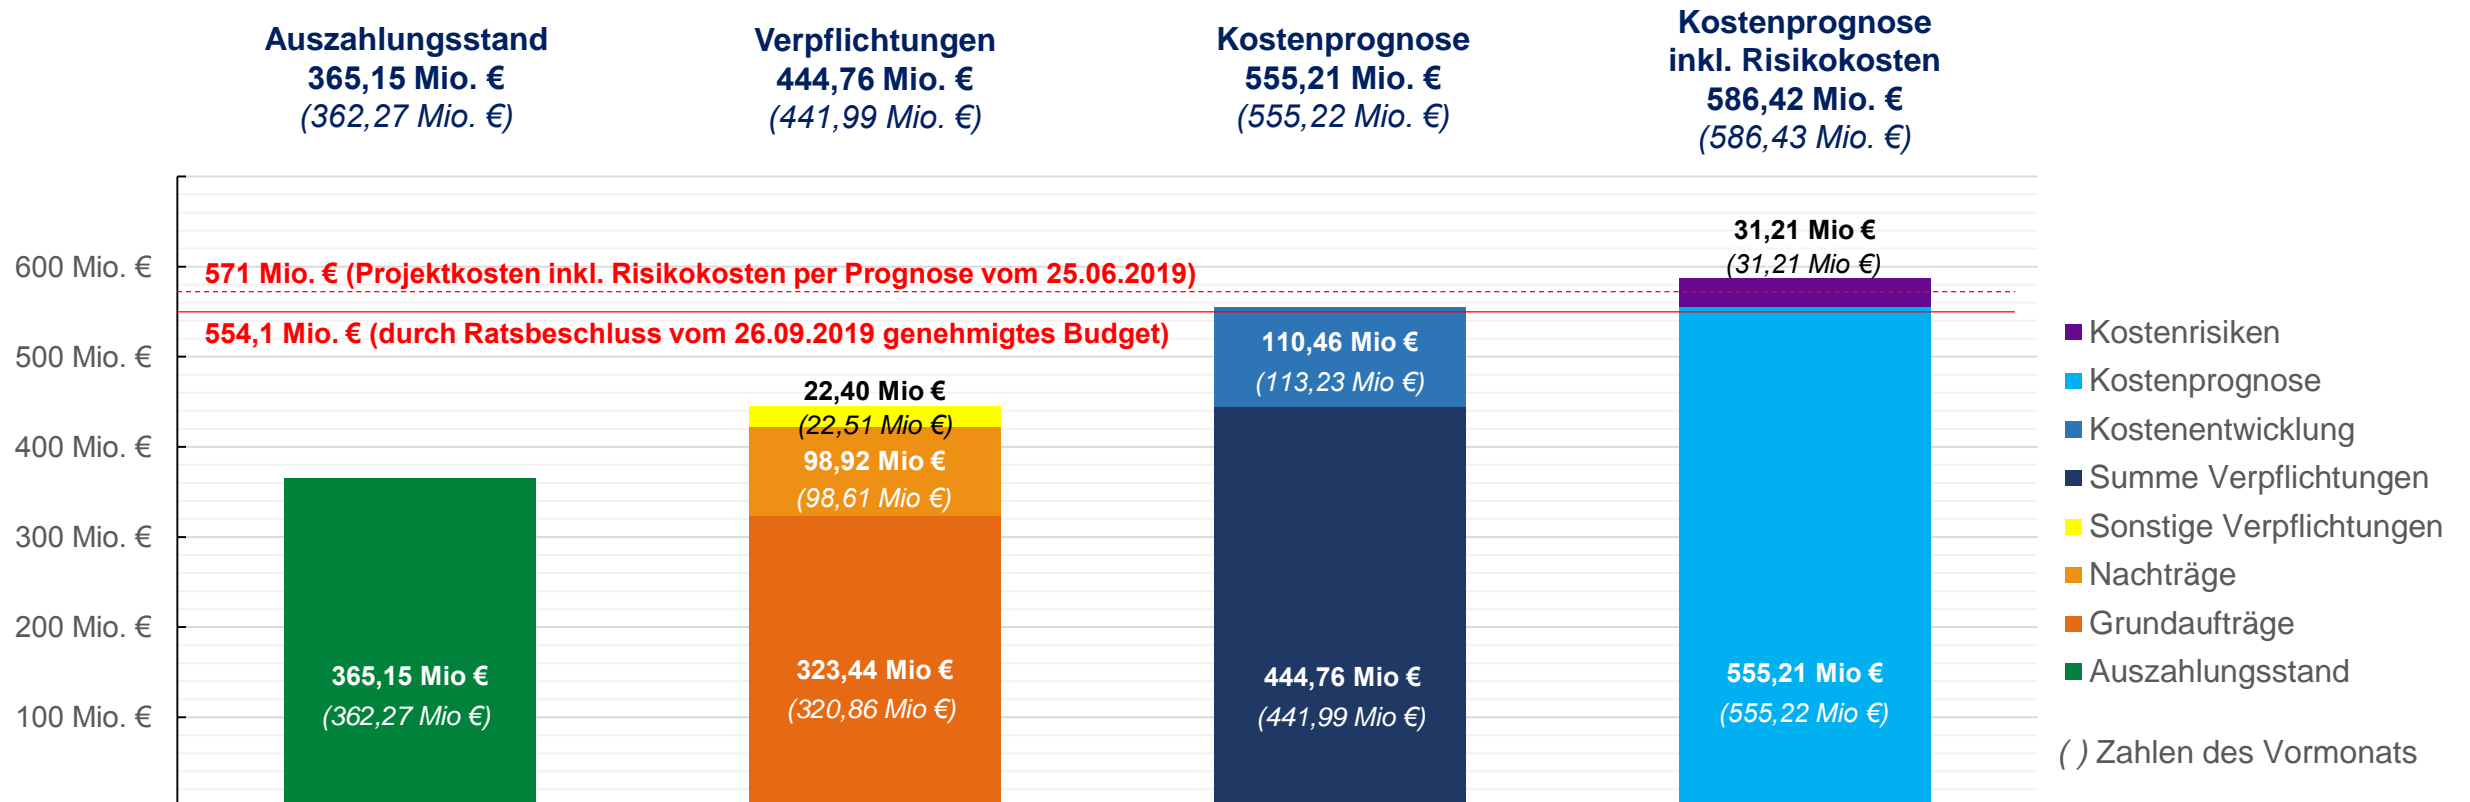 Auszahlungsstand
365,15 Mio. €
(362,27 Mio. €)
Verpflichtungen
444,76 Mio. €
(441,99 Mio. €)
Kostenprognose
555,21 Mio. €
(555,22 Mio. €)
Kostenprognose
inkl. Risikokosten
586,42 Mio. €
(586,43 Mio. €)
600 Mio. €
500 Mio. €
400 Mio. €
300 Mio. €
200 Mio. €
100 Mio. €
571 Mio. € (Projektkosten inkl. Risikokosten per Prognose vom 25.06.2019)
554,1 Mio. € (durch Ratsbeschluss vom 26.09.2019 genehmigtes Budget)
365,15 Mio €
(362,27 Mio €)
22,40 Mio €
(22,51 Mio €)
98,92 Mio €
(98,61 Mio €)
323,44 Mio €
(320,86 Mio €)
110,46 Mio €
(113,23 Mio €)
444,76 Mio €
(441,99 Mio €)
31,21 Mio €
(31,21 Mio €)
555,21 Mio €
(555,22 Mio €)
Kostenrisiken
Kostenprognose
Kostenentwicklung
Summe Verpflichtungen
Sonstige Verpflichtungen
Nachträge
Grundaufträge
Auszahlungsstand
( ) Zahlen des Vormonats